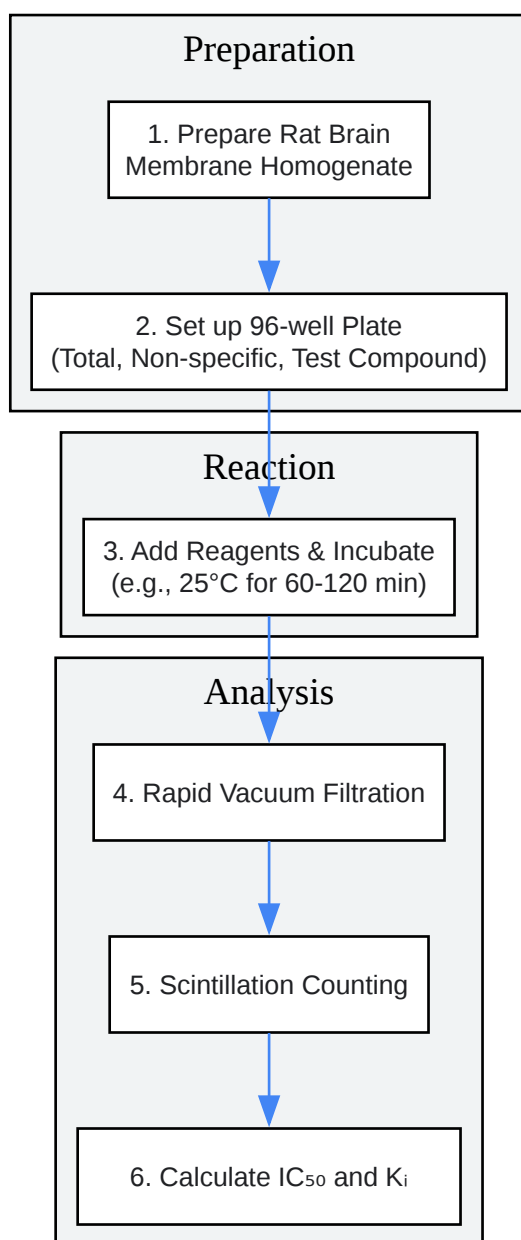 Preparation
1. Prepare Rat Brain
Membrane Homogenate
2. Set up 96-well Plate
(Total, Non-specific, Test Compound)
Reaction
3. Add Reagents & Incubate
(e.g., 25°C for 60-120 min)
Analysis
4. Rapid Vacuum Filtration
5. Scintillation Counting
6. Calculate IC₅₀ and Kᵢ